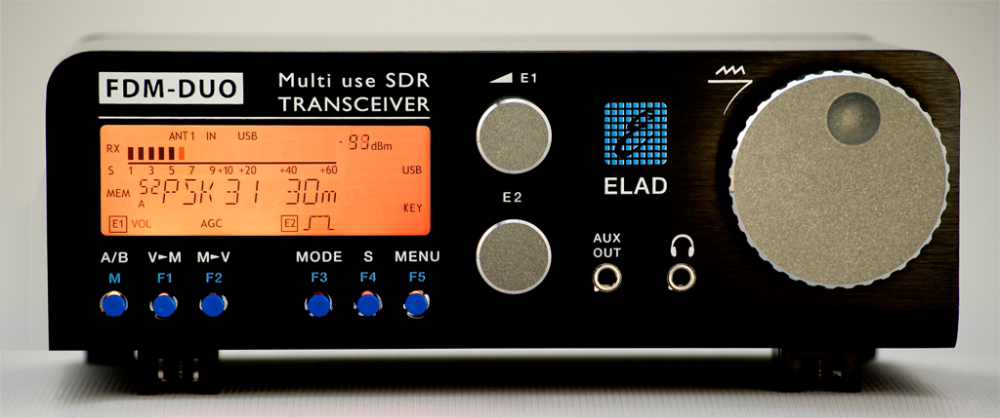 FDM-DUO
Multi use SDR
TRANSCEIVER
ANT1 IN USB
RX
-99dBm
S 1 3 5 7 9 +10 +20 +40 +60
USB
MEM 52 PSK 31 30m
A
KEY
E1 VOL AGC E2
A/B V►M M►V MODE S MENU
M F1 F2 F3 F4 F5
E1
E2
ELAD
AUX
OUT